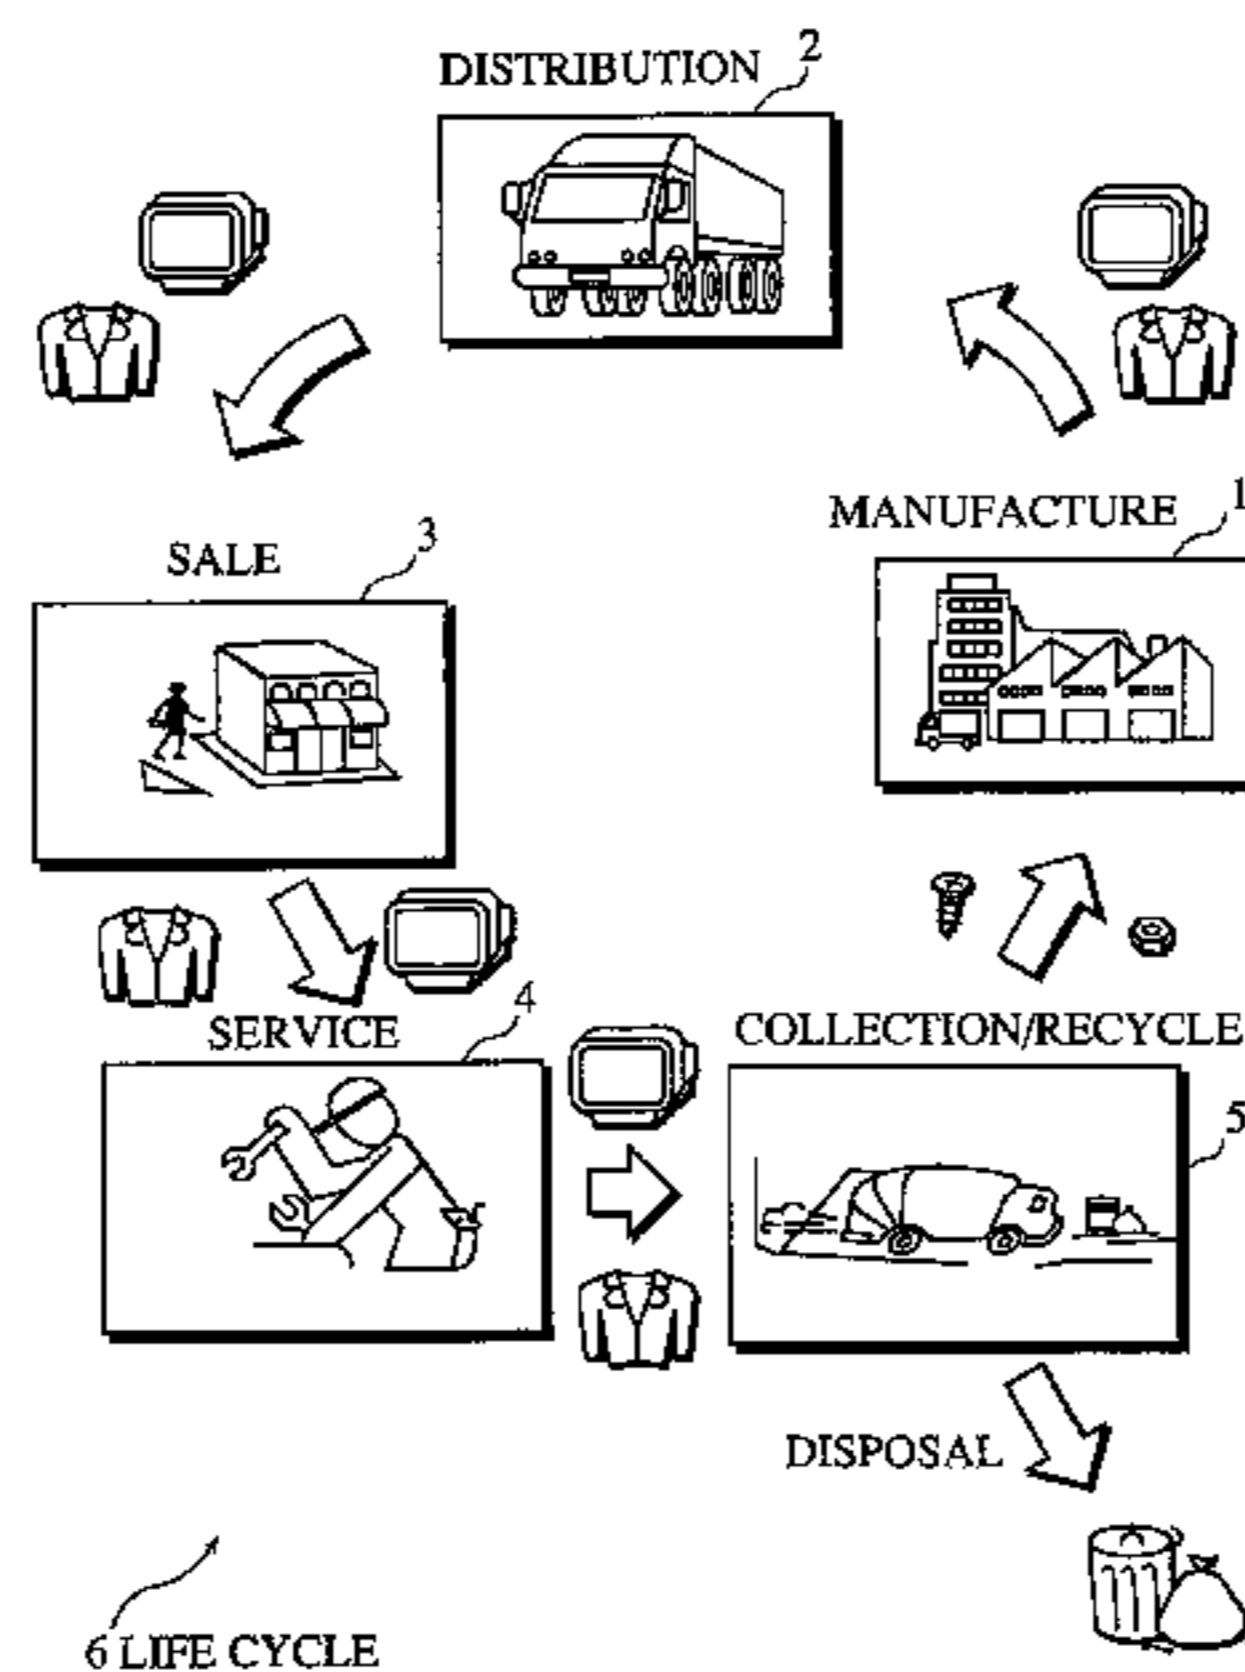 DISTRIBUTION 2
MANUFACTURE 1
SALE 3
SERVICE 4
COLLECTION/RECYCLE
5
DISPOSAL
6 LIFE CYCLE